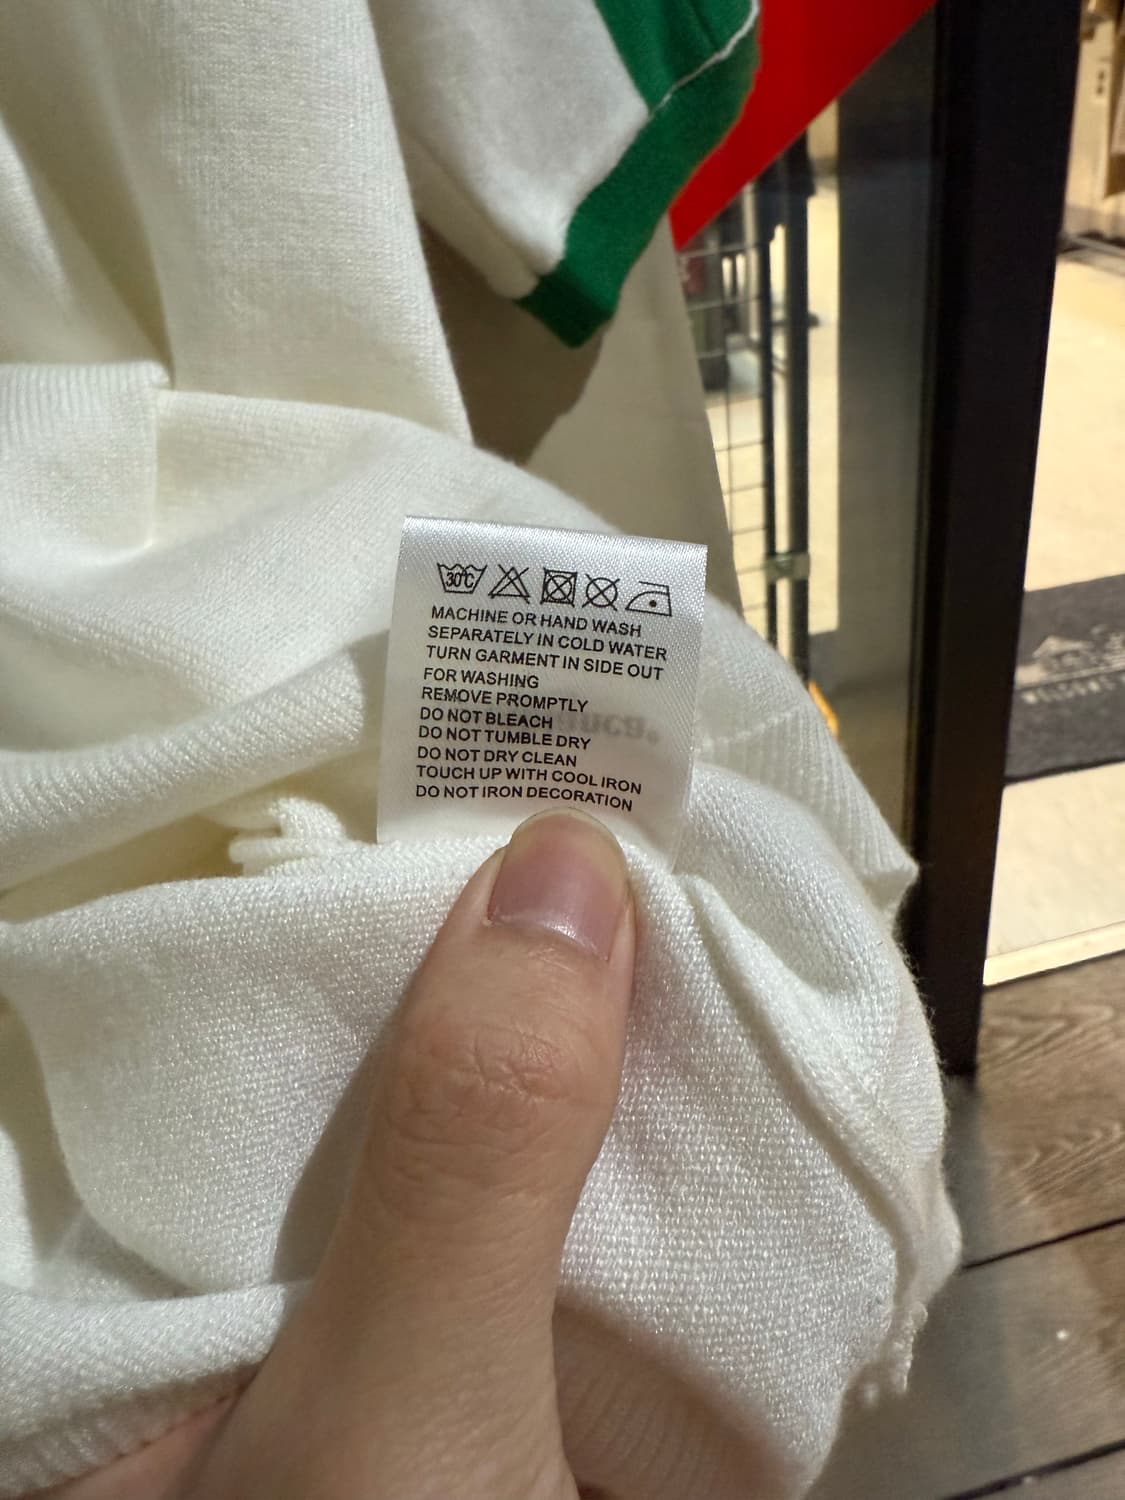 30°C
MACHINE OR HAND WASH
SEPARATELY IN COLD WATER
TURN GARMENT IN SIDE OUT
FOR WASHING
REMOVE PROMPTLY
DO NOT BLEACH
DO NOT TUMBLE DRY
DO NOT DRY CLEAN
TOUCH UP WITH COOL IRON
DO NOT IRON DECORATION